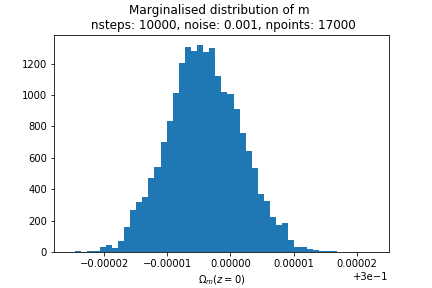 Marginalised distribution of m
nsteps: 10000, noise: 0.001, npoints: 17000
1200
1000
800
600
400
200
0
−0.00002 −0.00001 0.00000 0.00001 0.00002
+3e−1
Ωm(z = 0)